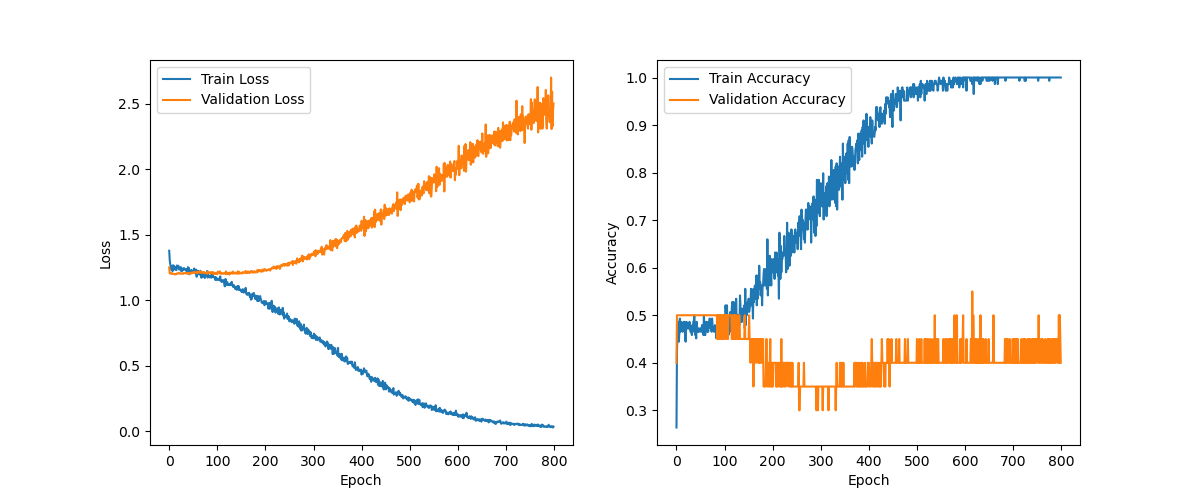 Train Loss
Validation Loss
2.5
2.0
1.5
1.0
0.5
0.0
Loss
0 100 200 300 400 500 600 700 800
Epoch
Train Accuracy
Validation Accuracy
1.0
0.9
0.8
0.7
0.6
0.5
0.4
0.3
Accuracy
0 100 200 300 400 500 600 700 800
Epoch